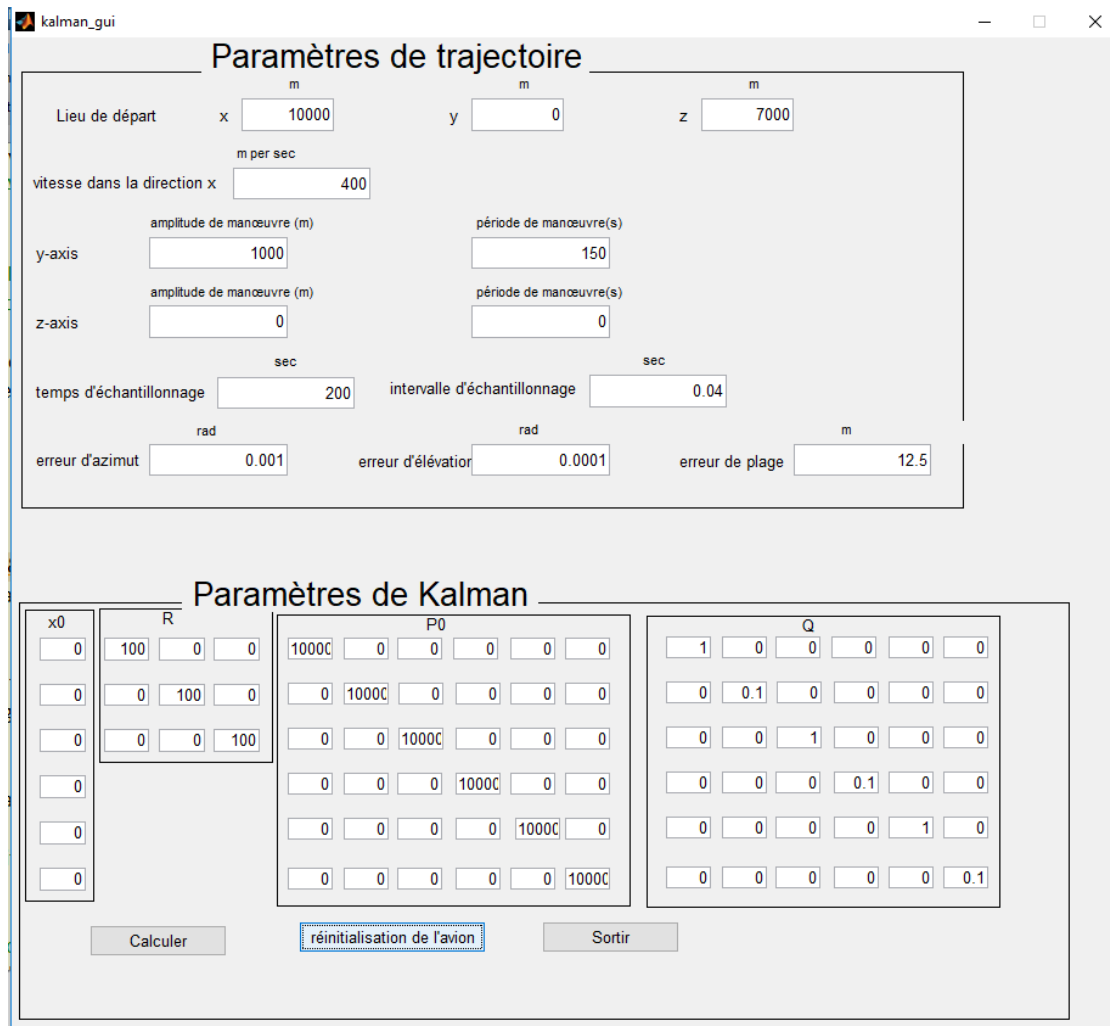 kalman_gui
Paramètres de trajectoire
m m m
Lieu de départ x 10000 y 0 z 7000
m per sec
vitesse dans la direction x 400
amplitude de manœuvre (m) période de manœuvre(s)
y-axis 1000 150
amplitude de manœuvre (m) période de manœuvre(s)
z-axis 0 0
sec sec
temps d'échantillonnage 200 intervalle d'échantillonnage 0.04
rad rad m
erreur d'azimut 0.001 erreur d'élévation 0.0001 erreur de plage 12.5
Paramètres de Kalman
x0 R P0 Q
0 100 0 0 10000 0 0 0 0 0 1 0 0 0 0 0
0 0 100 0 0 10000 0 0 0 0 0 0.1 0 0 0 0
0 0 0 100 0 0 10000 0 0 0 0 0 1 0 0 0
0 0 0 0 10000 0 0 0 0 0 0.1 0 0
0 0 0 0 0 10000 0 0 0 0 0 1 0
0 0 0 0 0 0 10000 0 0 0 0 0 0.1
Calculer réinitialisation de l'avion Sortir